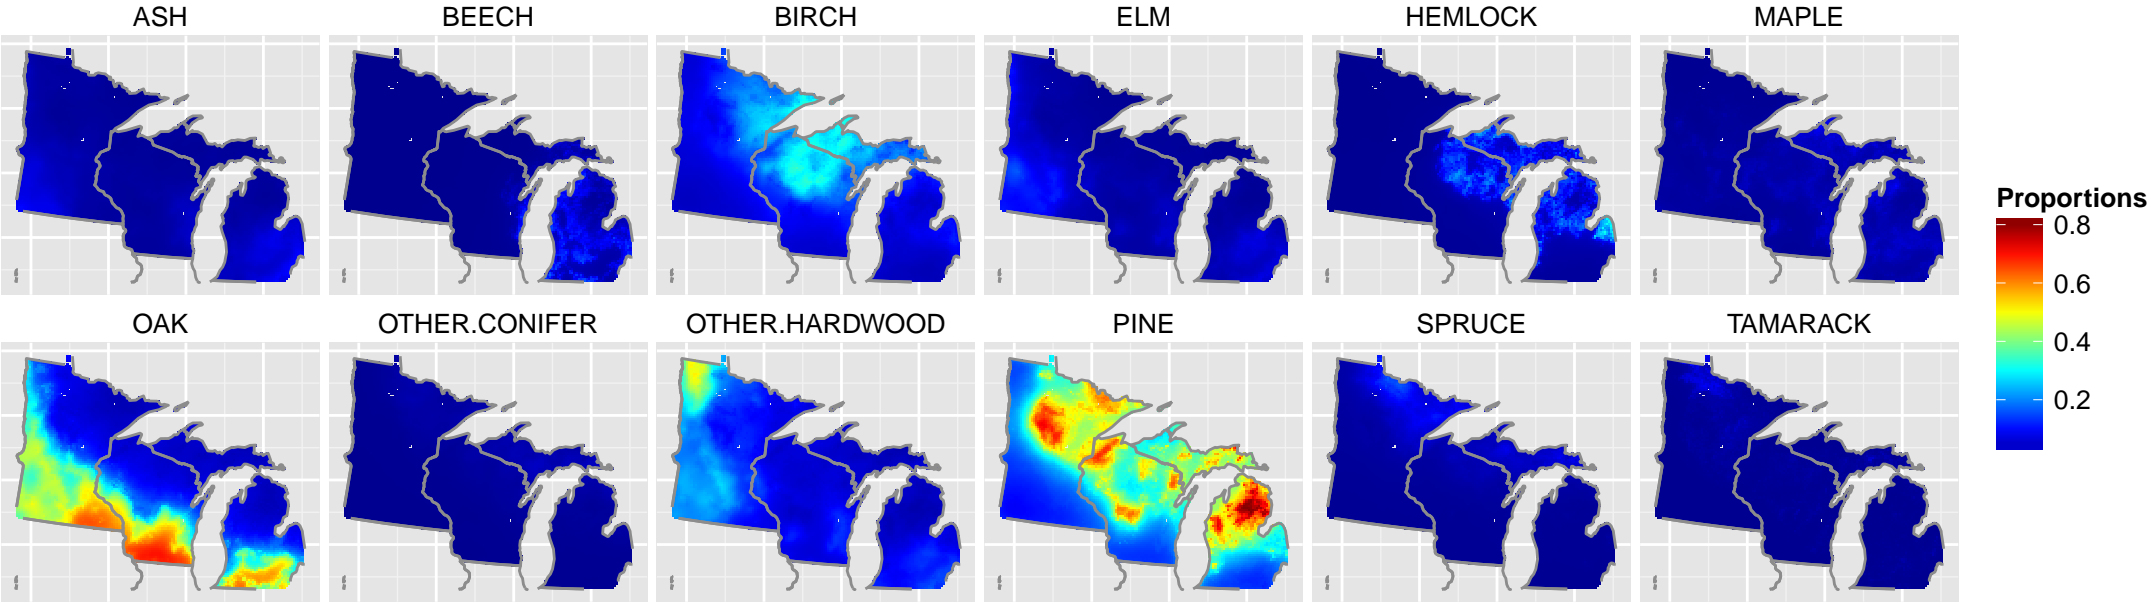 ASH BEECH BIRCH ELM HEMLOCK MAPLE
OAK OTHER.CONIFER OTHER.HARDWOOD PINE SPRUCE TAMARACK
Proportions
0.8
0.6
0.4
0.2